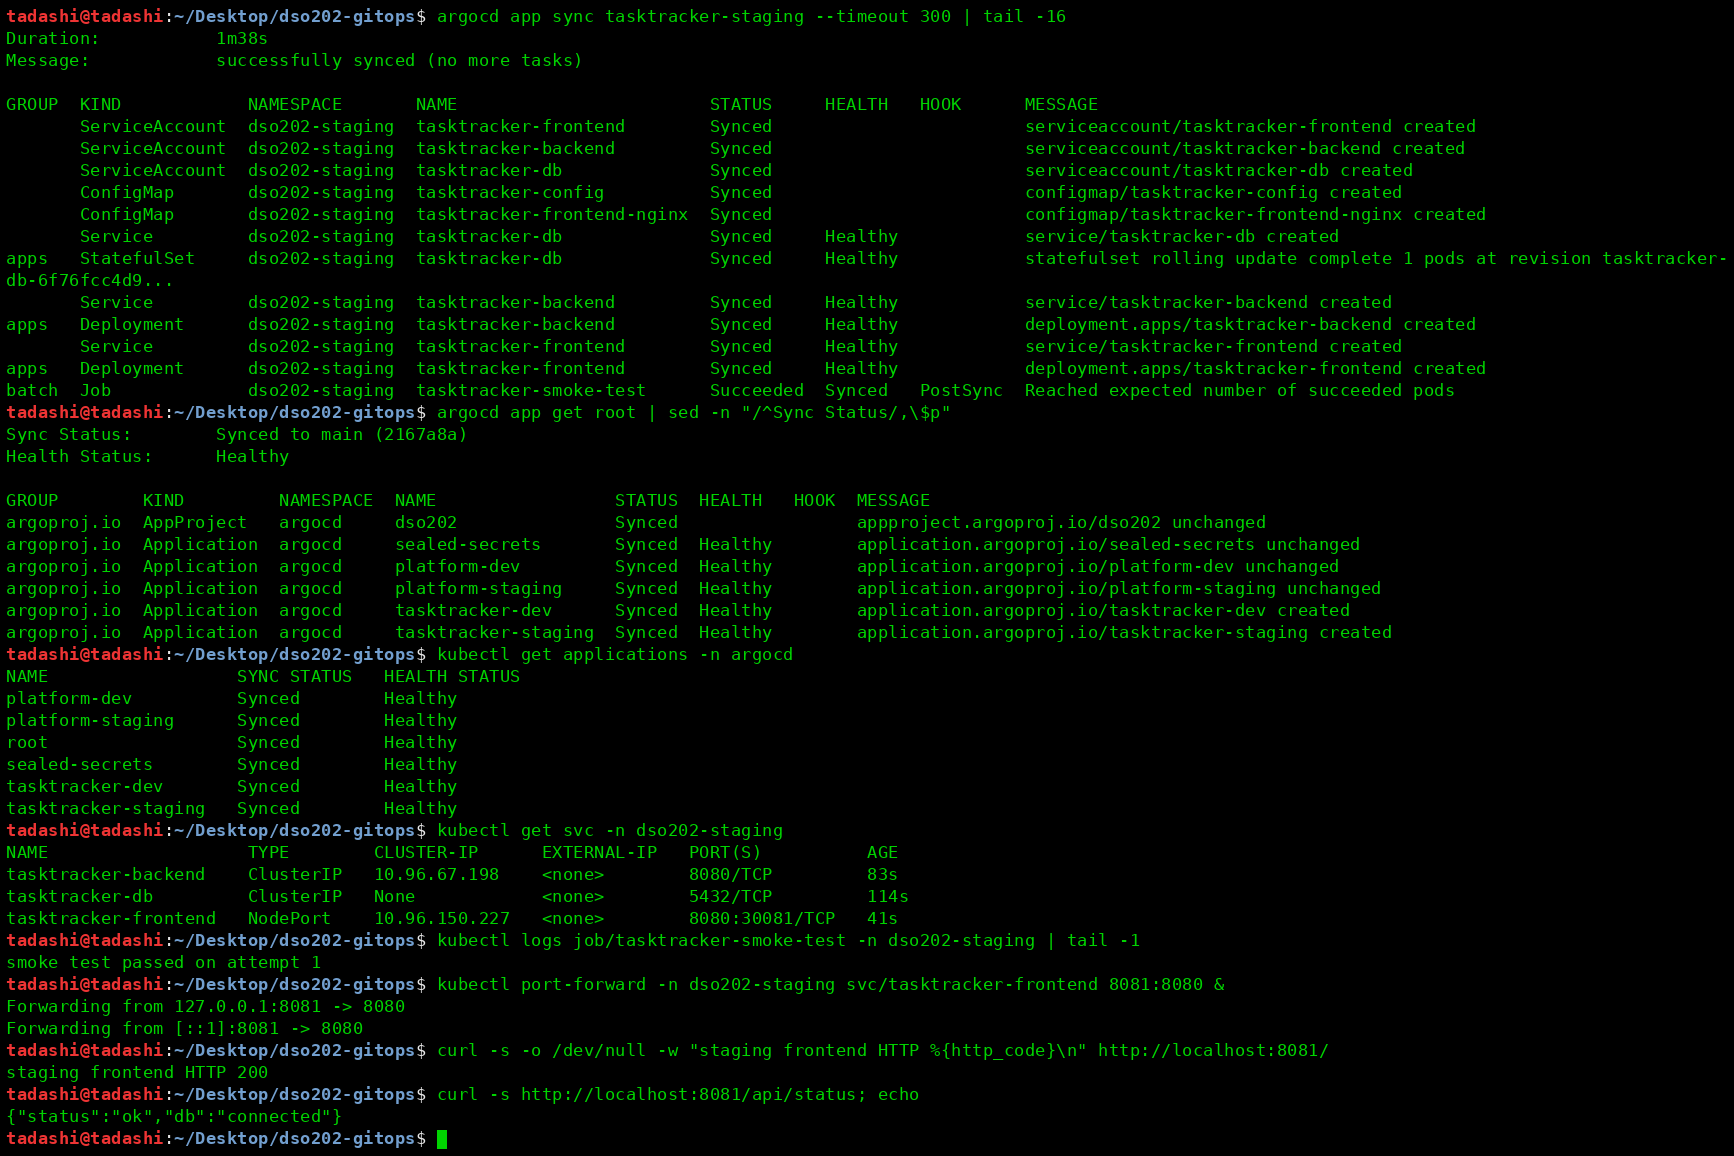 tadashi@tadashi:~/Desktop/dso202-gitops$ argocd app sync tasktracker-staging --timeout 300 | tail -16
Duration:           1m38s
Message:            successfully synced (no more tasks)

GROUP  KIND            NAMESPACE       NAME                        STATUS     HEALTH   HOOK      MESSAGE
       ServiceAccount  dso202-staging  tasktracker-frontend        Synced                        serviceaccount/tasktracker-frontend created
       ServiceAccount  dso202-staging  tasktracker-backend         Synced                        serviceaccount/tasktracker-backend created
       ServiceAccount  dso202-staging  tasktracker-db              Synced                        serviceaccount/tasktracker-db created
       ConfigMap       dso202-staging  tasktracker-config          Synced                        configmap/tasktracker-config created
       ConfigMap       dso202-staging  tasktracker-frontend-nginx  Synced                        configmap/tasktracker-frontend-nginx created
       Service         dso202-staging  tasktracker-db              Synced     Healthy            service/tasktracker-db created
apps   StatefulSet     dso202-staging  tasktracker-db              Synced     Healthy            statefulset rolling update complete 1 pods at revision tasktracker-
db-6f76fcc4d9...
       Service         dso202-staging  tasktracker-backend         Synced     Healthy            service/tasktracker-backend created
apps   Deployment      dso202-staging  tasktracker-backend         Synced     Healthy            deployment.apps/tasktracker-backend created
       Service         dso202-staging  tasktracker-frontend        Synced     Healthy            service/tasktracker-frontend created
apps   Deployment      dso202-staging  tasktracker-frontend        Synced     Healthy            deployment.apps/tasktracker-frontend created
batch  Job             dso202-staging  tasktracker-smoke-test      Succeeded  Synced   PostSync  Reached expected number of succeeded pods
tadashi@tadashi:~/Desktop/dso202-gitops$ argocd app get root | sed -n "/^Sync Status/,\$p"
Sync Status:        Synced to main (2167a8a)
Health Status:      Healthy

GROUP        KIND         NAMESPACE  NAME                 STATUS  HEALTH   HOOK  MESSAGE
argoproj.io  AppProject   argocd     dso202               Synced                 appproject.argoproj.io/dso202 unchanged
argoproj.io  Application  argocd     sealed-secrets       Synced  Healthy        application.argoproj.io/sealed-secrets unchanged
argoproj.io  Application  argocd     platform-dev         Synced  Healthy        application.argoproj.io/platform-dev unchanged
argoproj.io  Application  argocd     platform-staging     Synced  Healthy        application.argoproj.io/platform-staging unchanged
argoproj.io  Application  argocd     tasktracker-dev      Synced  Healthy        application.argoproj.io/tasktracker-dev created
argoproj.io  Application  argocd     tasktracker-staging  Synced  Healthy        application.argoproj.io/tasktracker-staging created
tadashi@tadashi:~/Desktop/dso202-gitops$ kubectl get applications -n argocd
NAME                  SYNC STATUS   HEALTH STATUS
platform-dev          Synced        Healthy
platform-staging      Synced        Healthy
root                  Synced        Healthy
sealed-secrets        Synced        Healthy
tasktracker-dev       Synced        Healthy
tasktracker-staging   Synced        Healthy
tadashi@tadashi:~/Desktop/dso202-gitops$ kubectl get svc -n dso202-staging
NAME                   TYPE        CLUSTER-IP      EXTERNAL-IP   PORT(S)          AGE
tasktracker-backend    ClusterIP   10.96.67.198    <none>        8080/TCP         83s
tasktracker-db         ClusterIP   None            <none>        5432/TCP         114s
tasktracker-frontend   NodePort    10.96.150.227   <none>        8080:30081/TCP   41s
tadashi@tadashi:~/Desktop/dso202-gitops$ kubectl logs job/tasktracker-smoke-test -n dso202-staging | tail -1
smoke test passed on attempt 1
tadashi@tadashi:~/Desktop/dso202-gitops$ kubectl port-forward -n dso202-staging svc/tasktracker-frontend 8081:8080 &
Forwarding from 127.0.0.1:8081 -> 8080
Forwarding from [::1]:8081 -> 8080
tadashi@tadashi:~/Desktop/dso202-gitops$ curl -s -o /dev/null -w "staging frontend HTTP %{http_code}\n" http://localhost:8081/
staging frontend HTTP 200
tadashi@tadashi:~/Desktop/dso202-gitops$ curl -s http://localhost:8081/api/status; echo
{"status":"ok","db":"connected"}
tadashi@tadashi:~/Desktop/dso202-gitops$